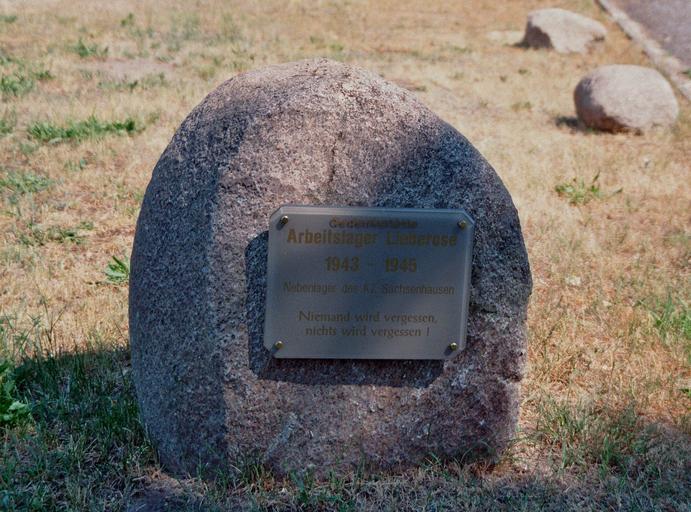 Gedenkstätte
Arbeitslager Lieberose
1943 - 1945
Nebenlager des KZ Sachsenhausen
Niemand wird vergessen,
nichts wird vergessen !